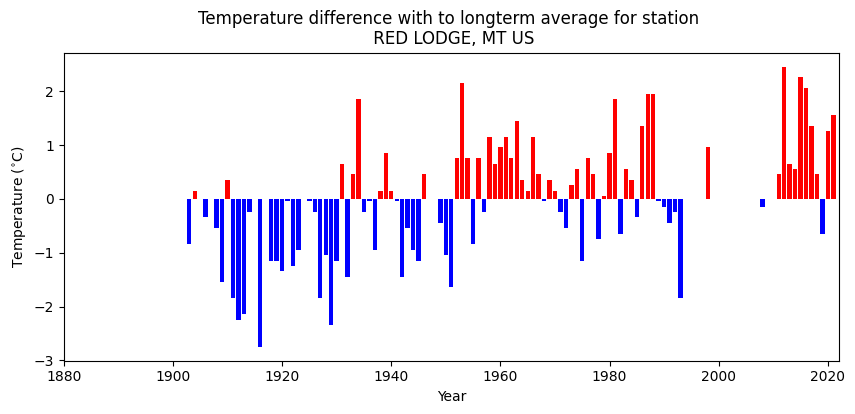 Temperature difference with to longterm average for station
RED LODGE, MT US
Temperature (°C)
2
1
0
−1
−2
−3
1880 1900 1920 1940 1960 1980 2000 2020
Year